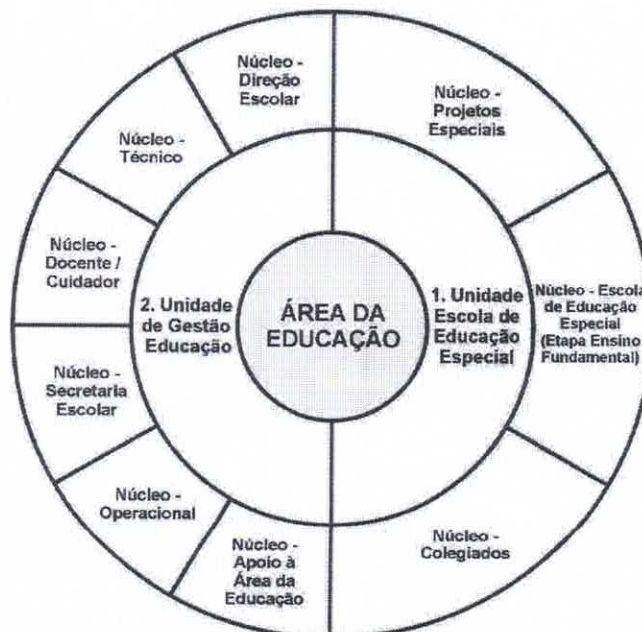 Núcleo -
Direção
Escolar
Núcleo -
Projetos
Especiais
Núcleo -
Técnico
Núcleo -
Docente /
Cuidador
2. Unidade
de Gestão
Educação
ÁREA DA
EDUCAÇÃO
1. Unidade
Escola de
Educação
Especial
Núcleo - Escola
de Educação
Especial
(Etapa Ensino
Fundamental)
Núcleo -
Secretaria
Escolar
Núcleo -
Operacional
Núcleo -
Apoio à
Área da
Educação
Núcleo -
Colegiados